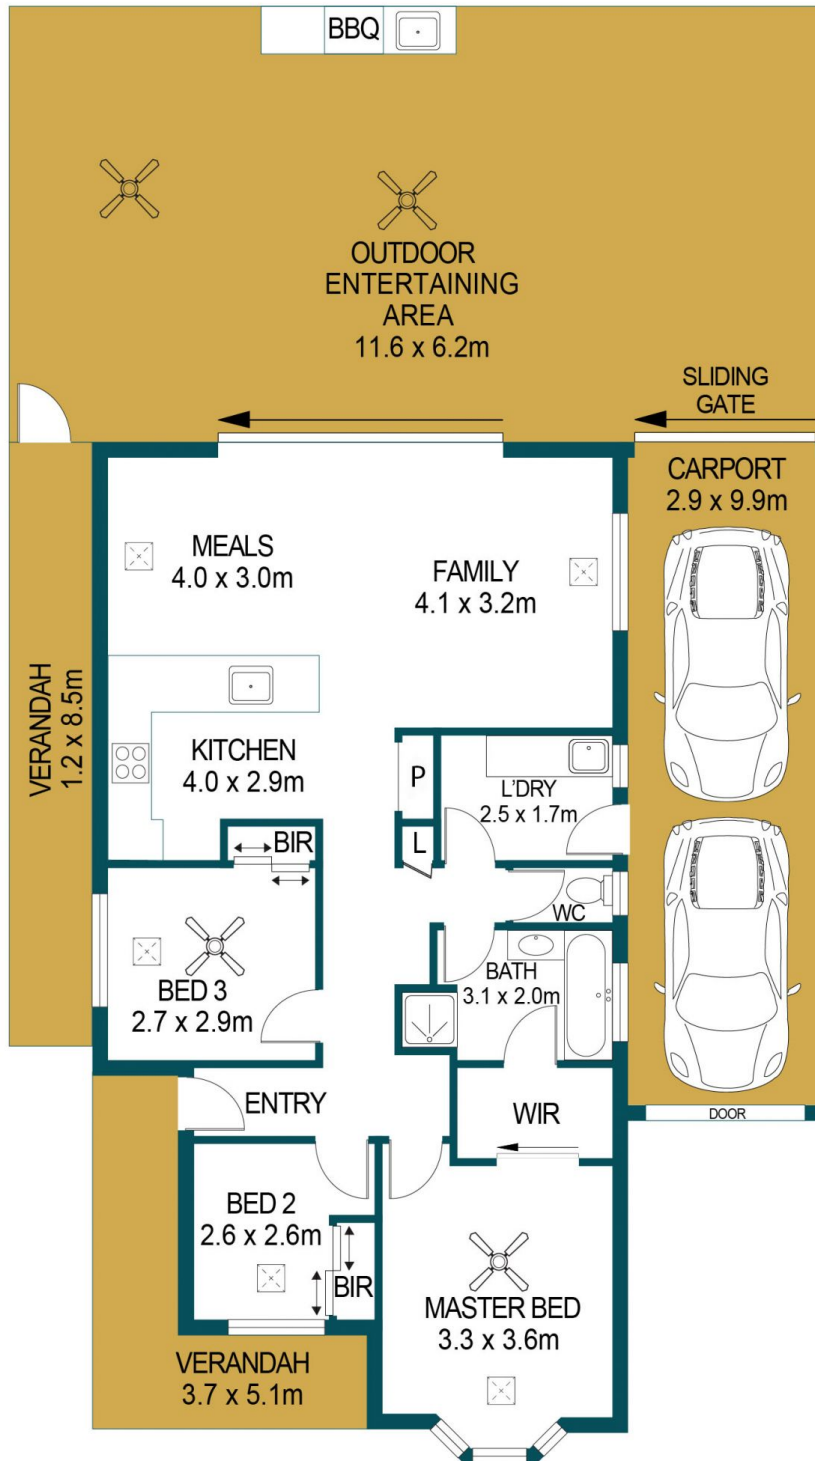 BBQ
OUTDOOR
ENTERTAINING
AREA
11.6 x 6.2m
SLIDING
GATE
CARPORT
2.9 x 9.9m
MEALS
4.0 x 3.0m
FAMILY
4.1 x 3.2m
VERANDAH
1.2 x 8.5m
KITCHEN
4.0 x 2.9m
P
L'DRY
2.5 x 1.7m
L
BIR
WC
BED 3
2.7 x 2.9m
BATH
3.1 x 2.0m
ENTRY
WIR
DOOR
BED 2
2.6 x 2.6m
BIR
MASTER BED
3.3 x 3.6m
VERANDAH
3.7 x 5.1m